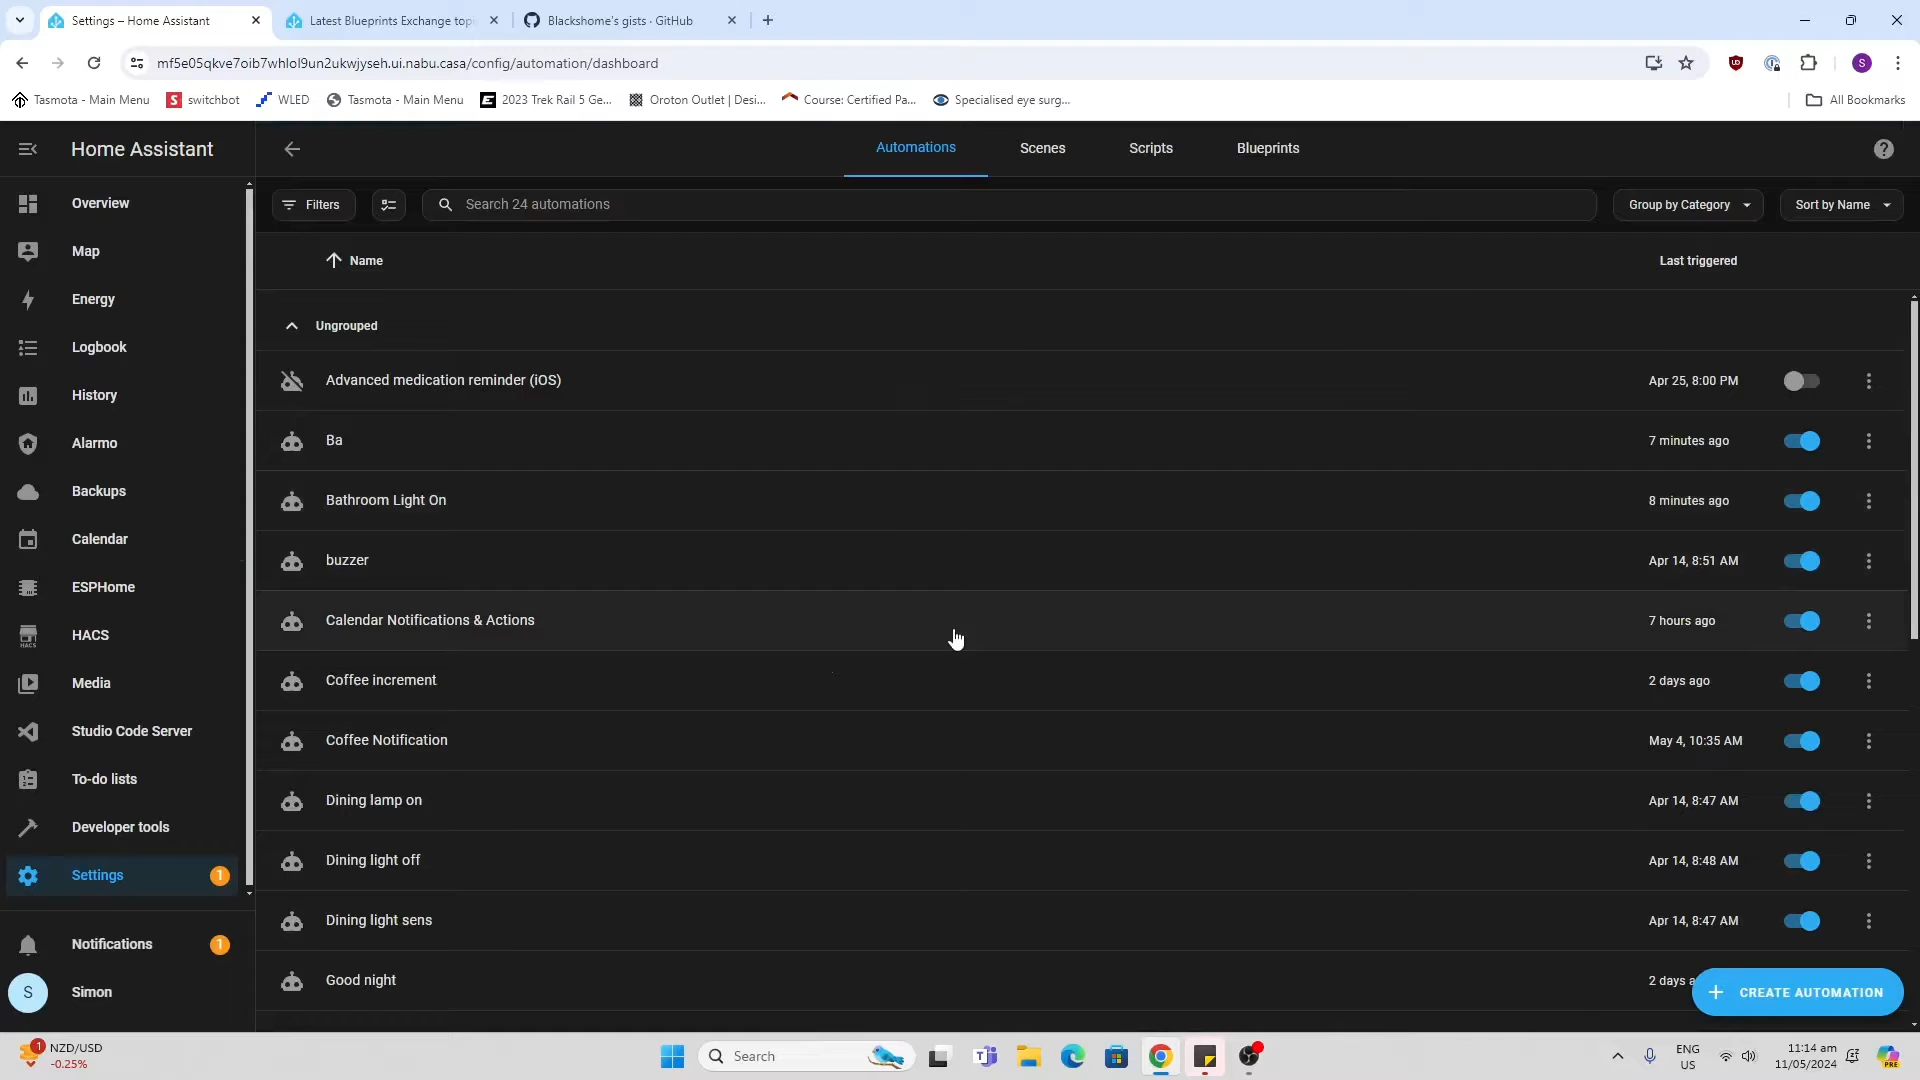 Settings – Home Assistant
Latest Blueprints Exchange top
Blackshome's gists · GitHub
mf5e05qkve7oib7whlol9un2ukwjyseh.ui.nabu.casa/config/automation/dashboard
S
Tasmota - Main Menu
switchbot
WLED
Tasmota - Main Menu
2023 Trek Rail 5 Ge...
Oroton Outlet | Desi...
Course: Certified Pa...
Specialised eye surg...
All Bookmarks
Home Assistant
Automations
Scenes
Scripts
Blueprints
Overview
Map
Energy
Logbook
History
Alarmo
Backups
Calendar
ESPHome
HACS
Media
Studio Code Server
To-do lists
Developer tools
Settings
1
Notifications
1
S
Simon
Filters
Search 24 automations
Group by Category
Sort by Name
Name
Last triggered
Ungrouped
Advanced medication reminder (iOS)
Apr 25, 8:00 PM
Ba
7 minutes ago
Bathroom Light On
8 minutes ago
buzzer
Apr 14, 8:51 AM
Calendar Notifications & Actions
7 hours ago
Coffee increment
2 days ago
Coffee Notification
May 4, 10:35 AM
Dining lamp on
Apr 14, 8:47 AM
Dining light off
Apr 14, 8:48 AM
Dining light sens
Apr 14, 8:47 AM
Good night
2 days a
CREATE AUTOMATION
1
NZD/USD
-0.25%
Search
ENG
US
11:14 am
11/05/2024
PRE